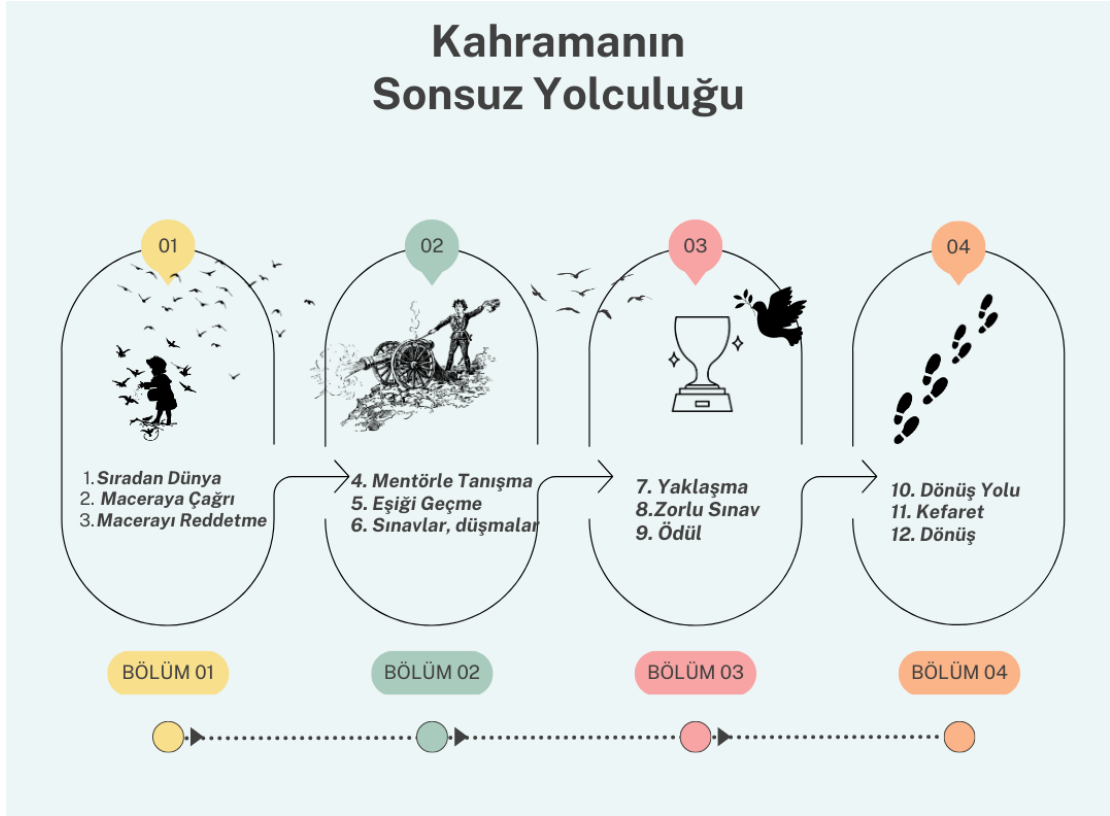 Kahramanın
Sonsuz Yolculuğu
01
1. Sıradan Dünya
2. Maceraya Çağrı
3. Macerayı Reddetme
02
4. Mentörle Tanışma
5. Eşiği Geçme
6. Sınavlar, düşmalar
03
7. Yaklaşma
8.Zorlu Sınav
9. Ödül
04
10. Dönüş Yolu
11. Kefaret
12. Dönüş
BÖLÜM 01
BÖLÜM 02
BÖLÜM 03
BÖLÜM 04